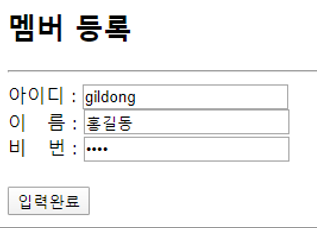 멤버 등록
아이디 : gildong
이 름 : 홍길동
비 번 : ••••
입력완료